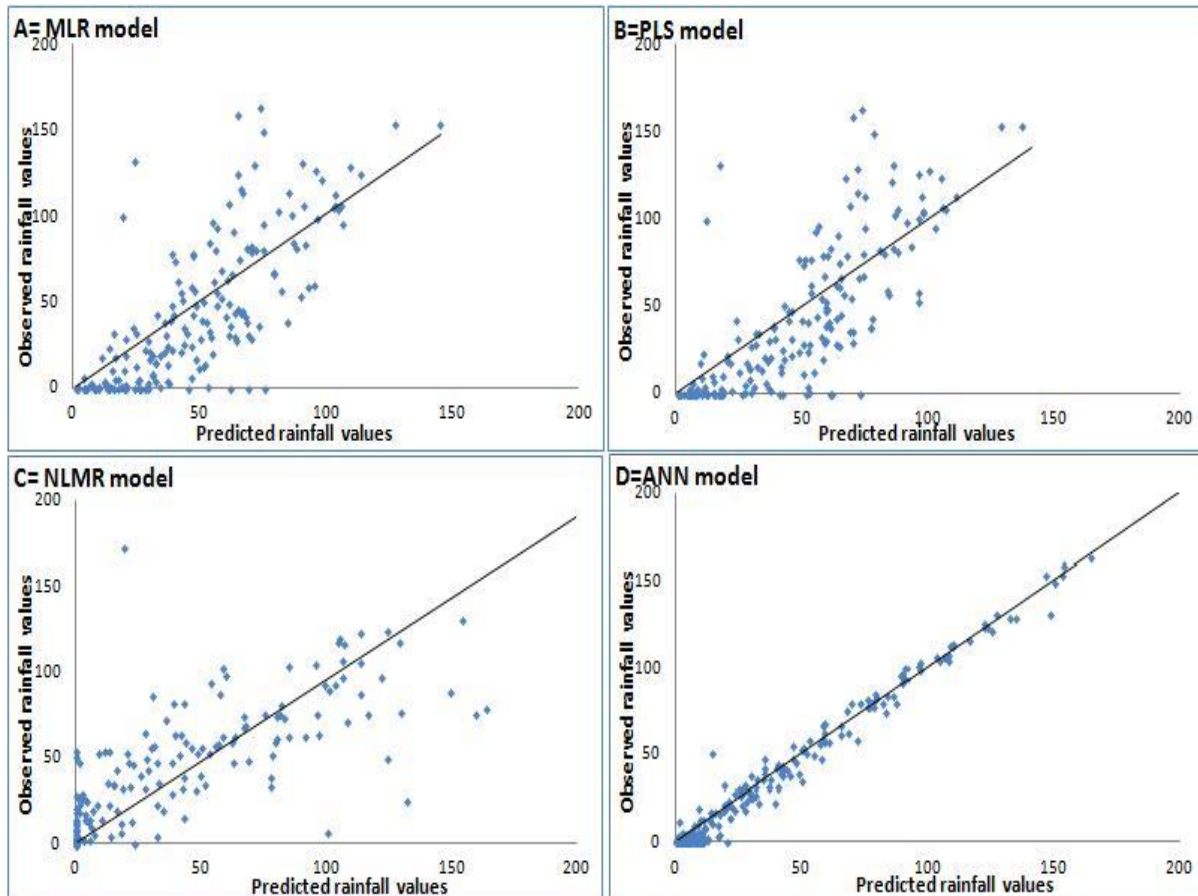 A= MLR model
200
150
100
50
0
Observed rainfall values
0 50 100 150 200
Predicted rainfall values
B=PLS model
200
150
100
50
0
Observed rainfall values
0 50 100 150 200
Predicted rainfall values
C= NLMR model
200
150
100
50
0
Observed rainfall values
0 50 100 150 200
Predicted rainfall values
D=ANN model
200
150
100
50
0
Observed rainfall values
0 50 100 150 200
Predicted rainfall values